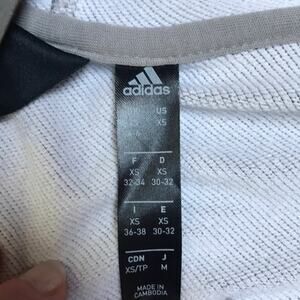 adidas
US
XS
F D
XS XS
32-34 30-32
I E
XS XS
36-38 30-32
CDN J
XS/TP M
MADE IN
CAMBODIA